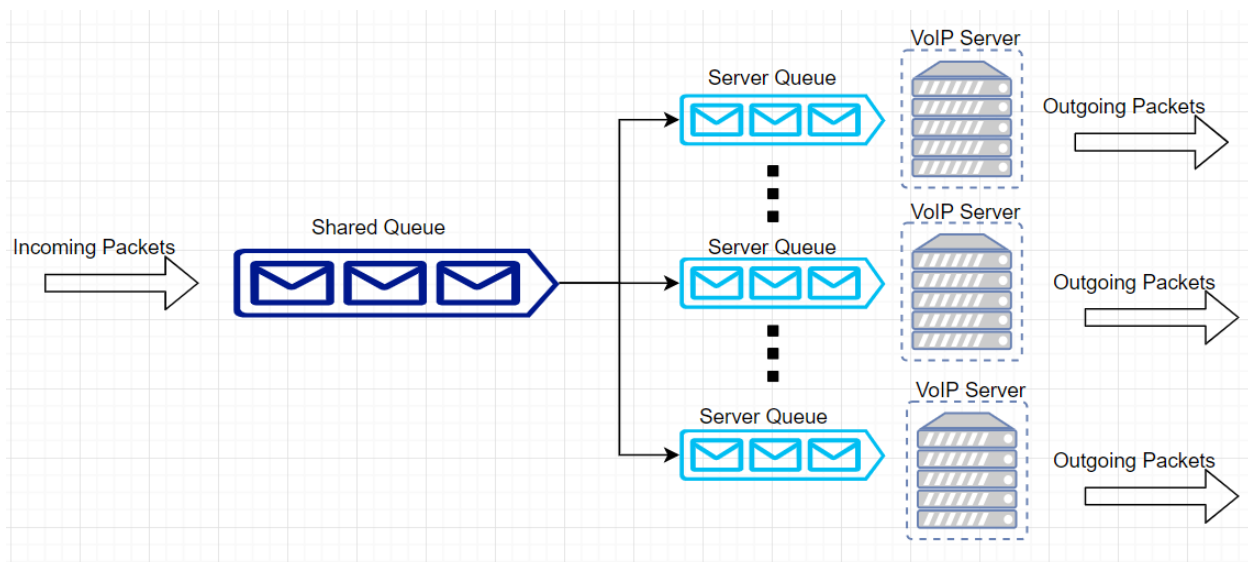 VoIP Server
Server Queue
Outgoing Packets
Shared Queue
Incoming Packets
VoIP Server
Server Queue
Outgoing Packets
VoIP Server
Server Queue
Outgoing Packets